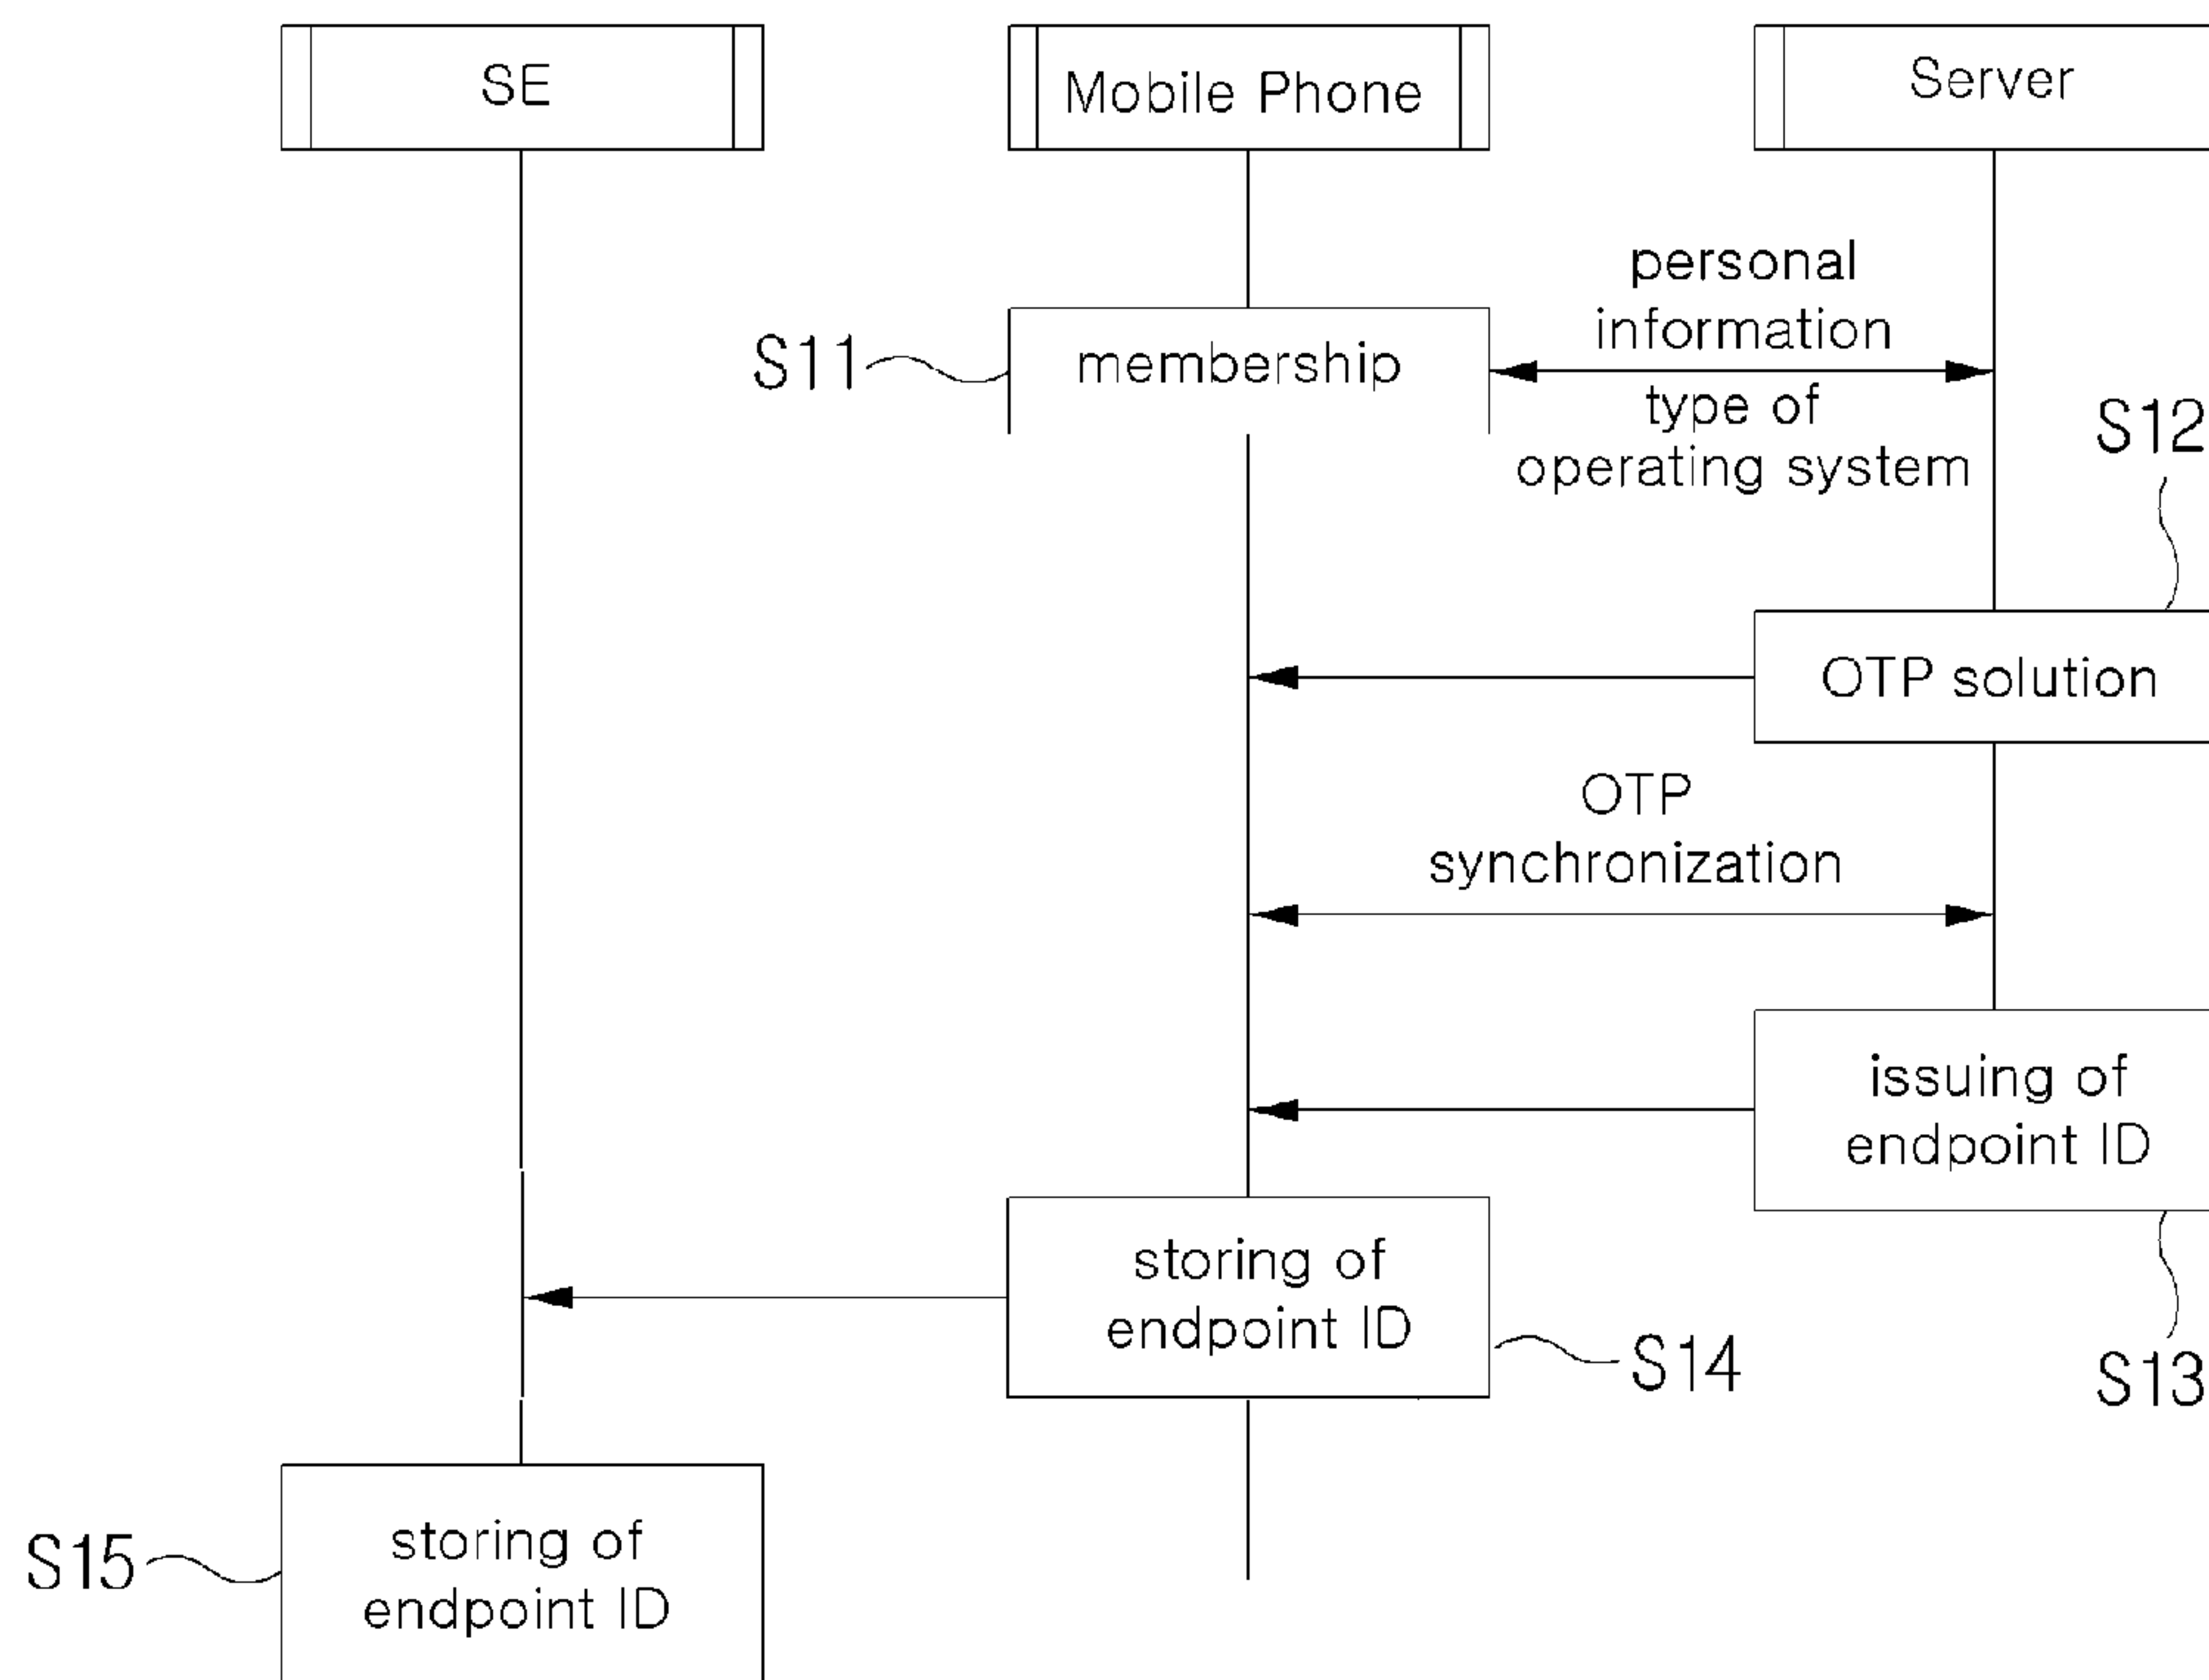 SE
Mobile Phone
Server
personal
information
S11
membership
type of
operating system
S12
OTP solution
OTP
synchronization
issuing of
endpoint ID
storing of
endpoint ID
S14
S13
S15
storing of
endpoint ID